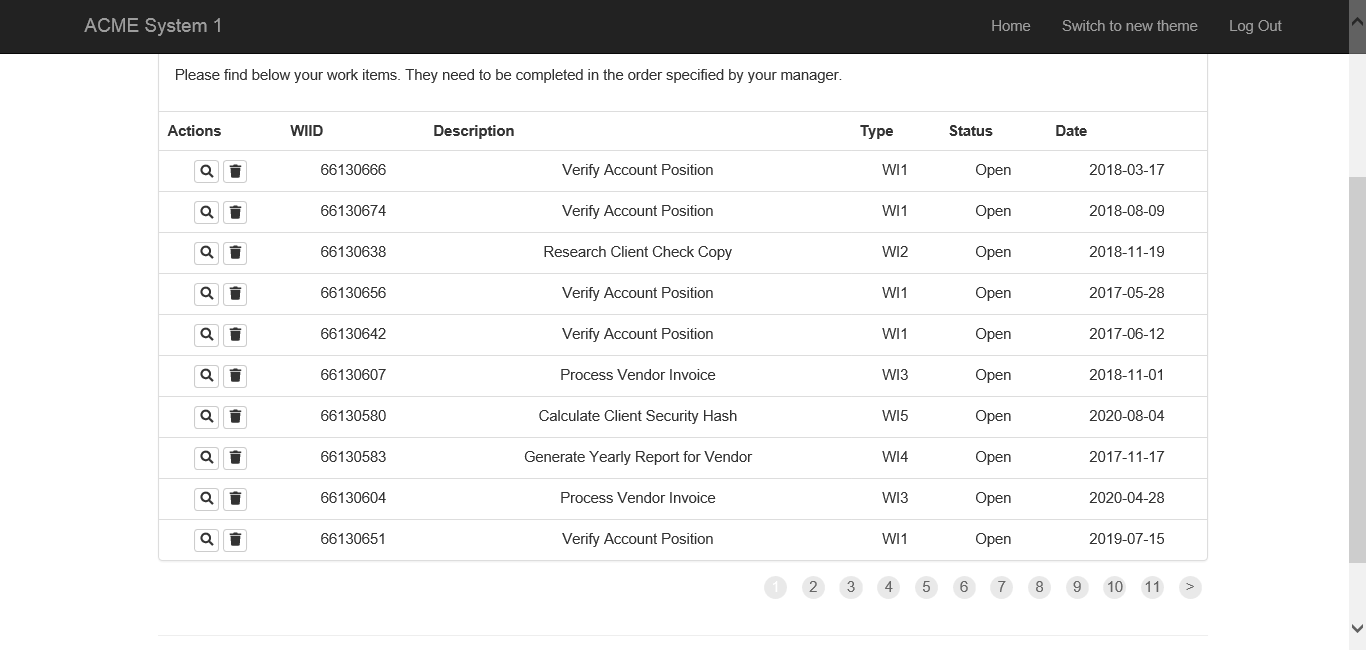 ACME System 1 Home Switch to new theme Log Out
Please find below your work items. They need to be completed in the order specified by your manager.
Actions WIID Description Type Status Date
66130666 Verify Account Position WI1 Open 2018-03-17
66130674 Verify Account Position WI1 Open 2018-08-09
66130638 Research Client Check Copy WI2 Open 2018-11-19
66130656 Verify Account Position WI1 Open 2017-05-28
66130642 Verify Account Position WI1 Open 2017-06-12
66130607 Process Vendor Invoice WI3 Open 2018-11-01
66130580 Calculate Client Security Hash WI5 Open 2020-08-04
66130583 Generate Yearly Report for Vendor WI4 Open 2017-11-17
66130604 Process Vendor Invoice WI3 Open 2020-04-28
66130651 Verify Account Position WI1 Open 2019-07-15
1 2 3 4 5 6 7 8 9 10 11 >